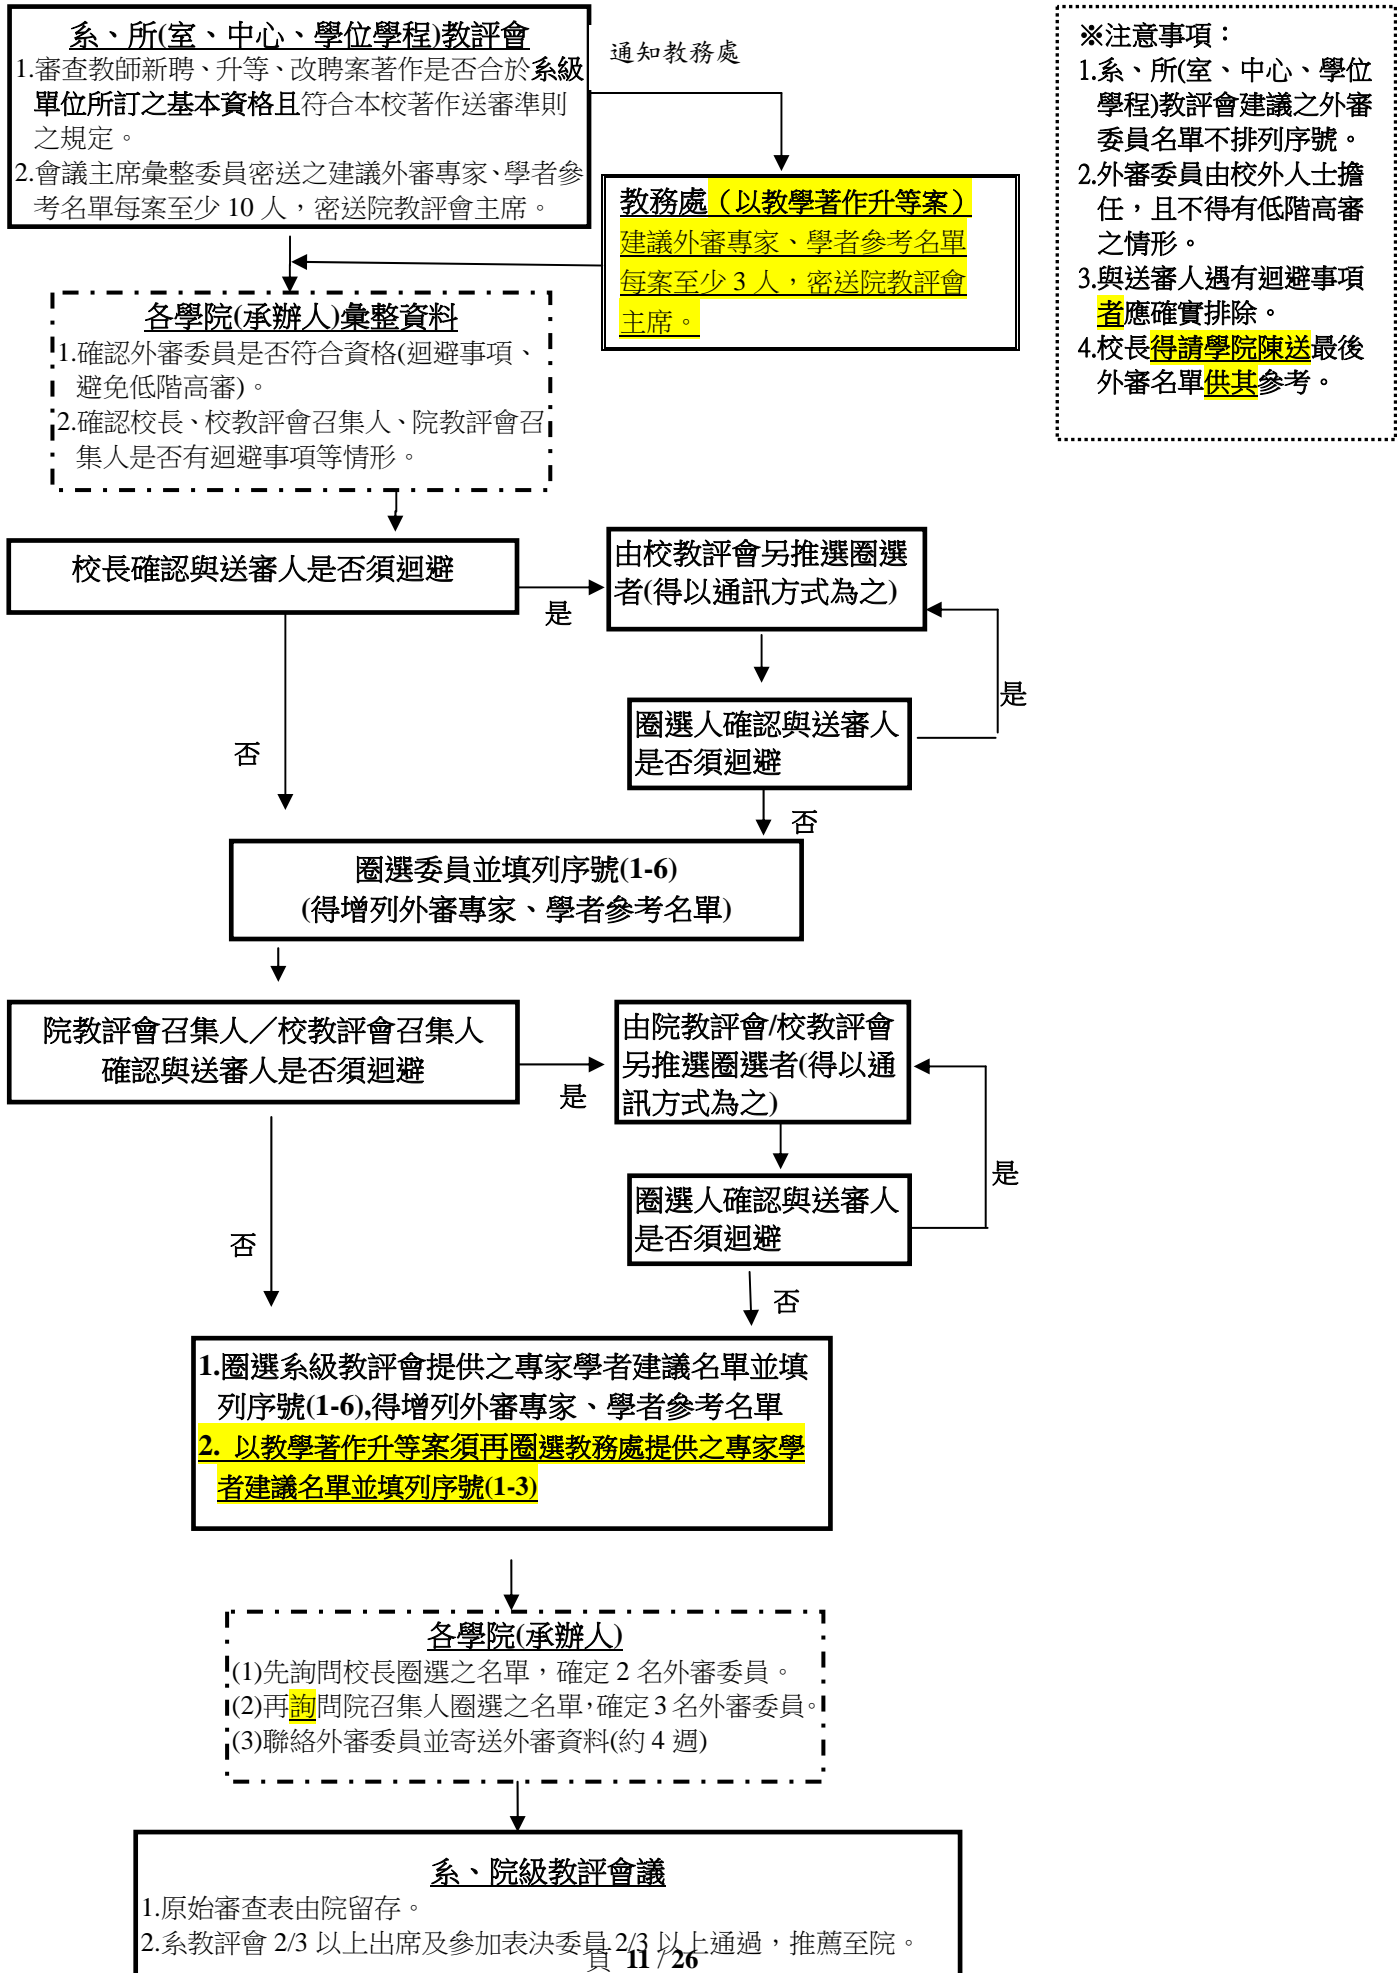 系、所(室、中心、學位學程)教評會
1.審查教師新聘、升等、改聘案著作是否合於系級
單位所訂之基本資格且符合本校著作送審準則
之規定。
2.會議主席彙整委員密送之建議外審專家、學者參
考名單每案至少 10 人，密送院教評會主席。
通知教務處
教務處（以教學著作升等案）
建議外審專家、學者參考名單
每案至少 3 人，密送院教評會
主席。
※注意事項：
1.系、所(室、中心、學位
學程)教評會建議之外審
委員名單不排列序號。
2.外審委員由校外人士擔
任，且不得有低階高審
之情形。
3.與送審人遇有迴避事項
者應確實排除。
4.校長得請學院陳送最後
外審名單供其參考。
各學院(承辦人)彙整資料
1.確認外審委員是否符合資格(迴避事項、
避免低階高審)。
2.確認校長、校教評會召集人、院教評會召
集人是否有迴避事項等情形。
校長確認與送審人是否須迴避
是
由校教評會另推選圈選
者(得以通訊方式為之)
是
圈選人確認與送審人
是否須迴避
否
否
圈選委員並填列序號(1-6)
(得增列外審專家、學者參考名單)
院教評會召集人／校教評會召集人
確認與送審人是否須迴避
是
由院教評會/校教評會
另推選圈選者(得以通
訊方式為之)
是
圈選人確認與送審人
是否須迴避
否
否
1.圈選系級教評會提供之專家學者建議名單並填
列序號(1-6),得增列外審專家、學者參考名單
2. 以教學著作升等案須再圈選教務處提供之專家學
者建議名單並填列序號(1-3)
各學院(承辦人)
(1)先詢問校長圈選之名單，確定 2 名外審委員。
(2)再詢問院召集人圈選之名單，確定 3 名外審委員。
(3)聯絡外審委員並寄送外審資料(約 4 週)
系、院級教評會議
1.原始審查表由院留存。
2.系教評會 2/3 以上出席及參加表決委員 2/3 以上通過，推薦至院。
頁 11 / 26